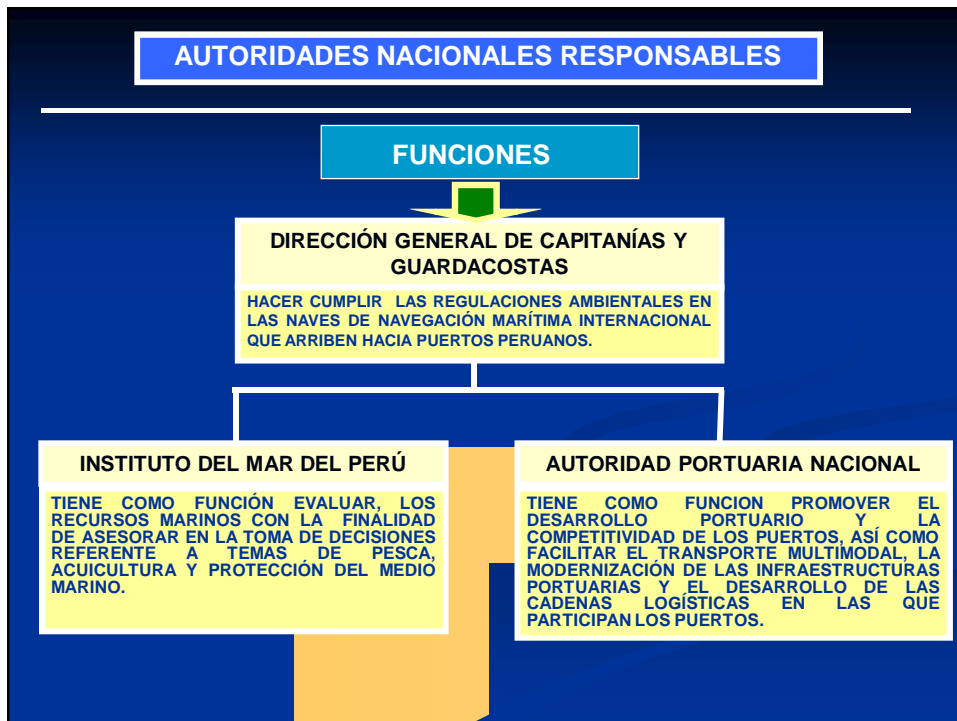 AUTORIDADES NACIONALES RESPONSABLES
FUNCIONES
DIRECCIÓN GENERAL DE CAPITANÍAS Y
GUARDACOSTAS
HACER CUMPLIR LAS REGULACIONES AMBIENTALES EN
LAS NAVES DE NAVEGACIÓN MARÍTIMA INTERNACIONAL
QUE ARRIBEN HACIA PUERTOS PERUANOS.
INSTITUTO DEL MAR DEL PERÚ
TIENE COMO FUNCIÓN EVALUAR, LOS
RECURSOS MARINOS CON LA FINALIDAD
DE ASESORAR EN LA TOMA DE DECISIONES
REFERENTE A TEMAS DE PESCA,
ACUICULTURA Y PROTECCIÓN DEL MEDIO
MARINO.
AUTORIDAD PORTUARIA NACIONAL
TIENE COMO FUNCION PROMOVER EL
DESARROLLO PORTUARIO Y LA
COMPETITIVIDAD DE LOS PUERTOS, ASÍ COMO
FACILITAR EL TRANSPORTE MULTIMODAL, LA
MODERNIZACIÓN DE LAS INFRAESTRUCTURAS
PORTUARIAS Y EL DESARROLLO DE LAS
CADENAS LOGÍSTICAS EN LAS QUE
PARTICIPAN LOS PUERTOS.